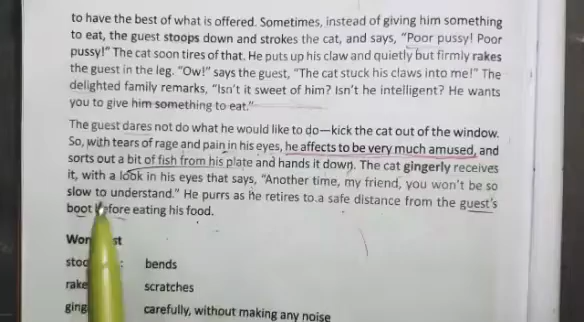 to have the best of what is offered. Sometimes, instead of giving him something
to eat, the guest stoops down and strokes the cat, and says, "Poor pussy! Poor
pussy!" The cat soon tires of that. He puts up his claw and quietly but firmly rakes
the guest in the leg. "Ow!" says the guest, "The cat stuck his claws into me!" The
delighted family remarks, "Isn't it sweet of him? Isn't he intelligent? He wants
you to give him something to eat."
The guest dares not do what he would like to do—kick the cat out of the window.
So, with tears of rage and pain in his eyes, he affects to be very much amused, and
sorts out a bit of fish from his plate and hands it down. The cat gingerly receives
it, with a look in his eyes that says, "Another time, my friend, you won't be so
slow to understand." He purrs as he retires to a safe distance from the guest's
boot before eating his food.
bends
scratches
carefully, without making any noise